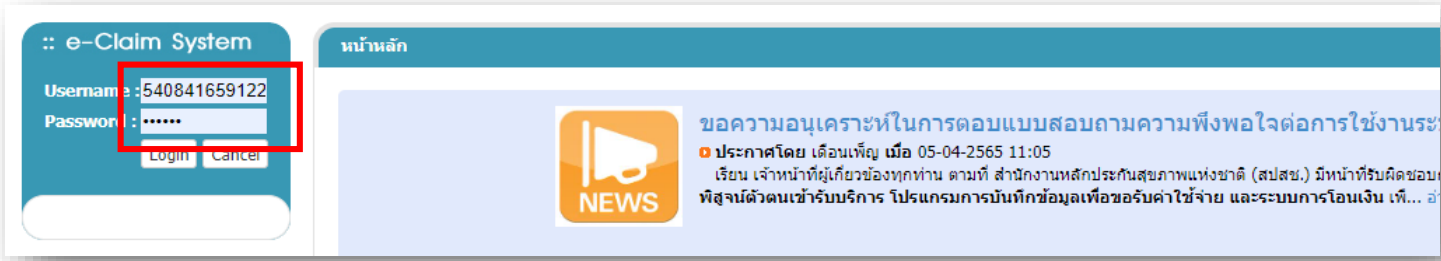 :: e-Claim System
Username : 540841659122
Password : ••••••
Login Cancel
หน้าหลัก
NEWS
ขอความอนุเคราะห์ในการตอบแบบสอบถามความพึงพอใจต่อการใช้งานระ
ประกาศโดย เดือนเพ็ญ เมื่อ 05-04-2565 11:05
เรียน เจ้าหน้าที่ผู้เกี่ยวข้องทุกท่าน ตามที่ สำนักงานหลักประกันสุขภาพแห่งชาติ (สปสช.) มีหน้าที่รับผิดชอบ
พิสูจน์ตัวตนเข้ารับบริการ โปรแกรมการบันทึกข้อมูลเพื่อขอรับค่าใช้จ่าย และระบบการโอนเงิน เพื่... อ่